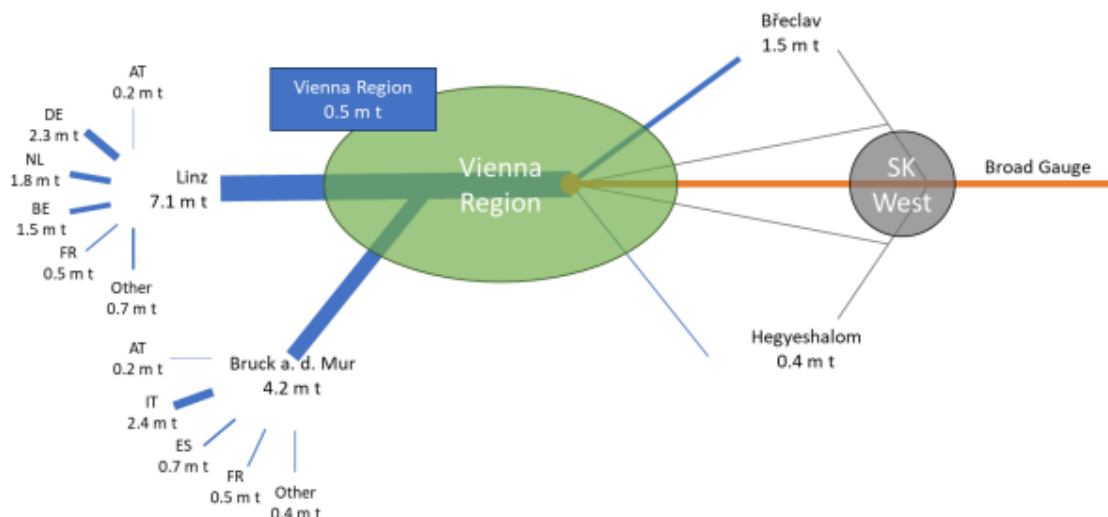 Břeclav
1.5 m t
AT
0.2 m t
Vienna Region
0.5 m t
DE
2.3 m t
NL
1.8 m t
Linz
7.1 m t
BE
1.5 m t
FR
0.5 m t
Other
0.7 m t
Vienna
Region
SK
West
Broad Gauge
Hegyeshalom
0.4 m t
AT
0.2 m t
Bruck a. d. Mur
4.2 m t
IT
2.4 m t
ES
0.7 m t
FR
0.5 m t
Other
0.4 m t